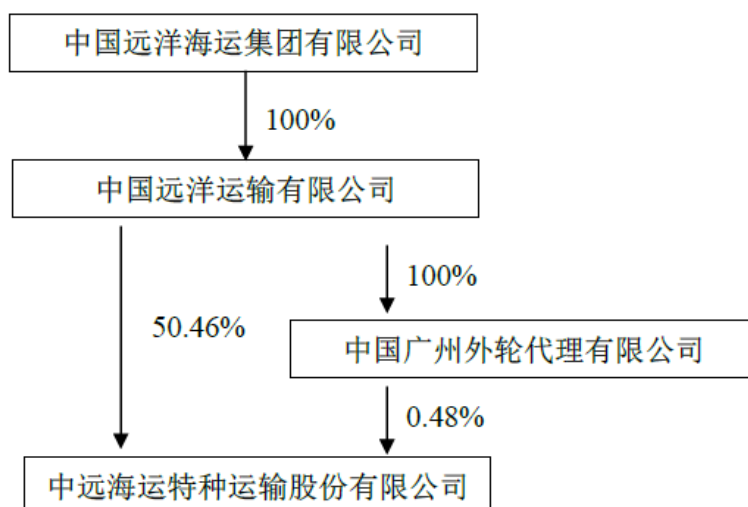 中国远洋海运集团有限公司
100%
中国远洋运输有限公司
100%
50.46%
中国广州外轮代理有限公司
0.48%
中远海运特种运输股份有限公司